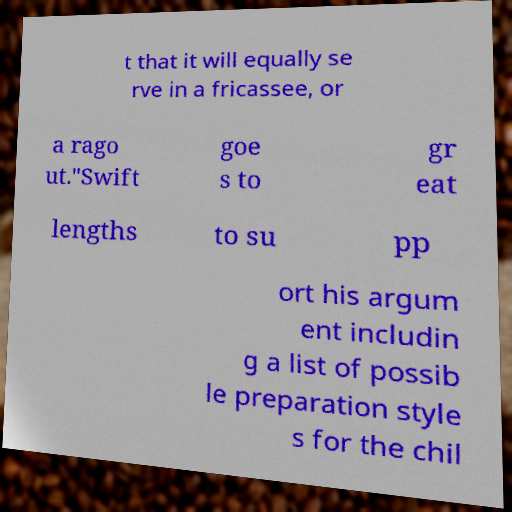 t that it will equally se
rve in a fricassee, or
a rago
ut."Swift
goe
s to
gr
eat
lengths
to su
pp
ort his argum
ent includin
g a list of possib
le preparation style
s for the chil